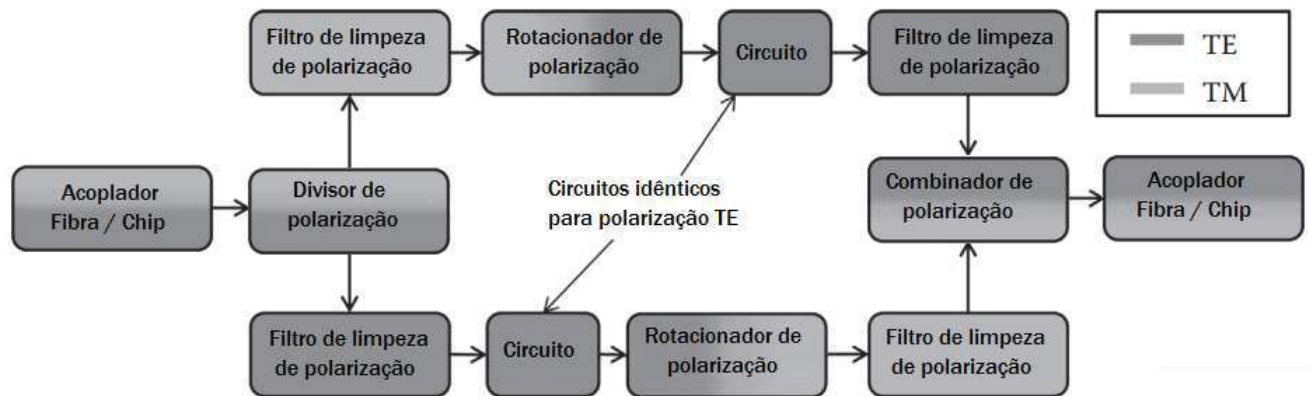 Filtro de limpeza
de polarização
Rotacionador de
polarização
Circuito
Filtro de limpeza
de polarização
TE
TM
Acoplador
Fibra / Chip
Divisor de
polarização
Circuitos idênticos
para polarização TE
Combinador de
polarização
Acoplador
Fibra / Chip
Filtro de limpeza
de polarização
Circuito
Rotacionador de
polarização
Filtro de limpeza
de polarização